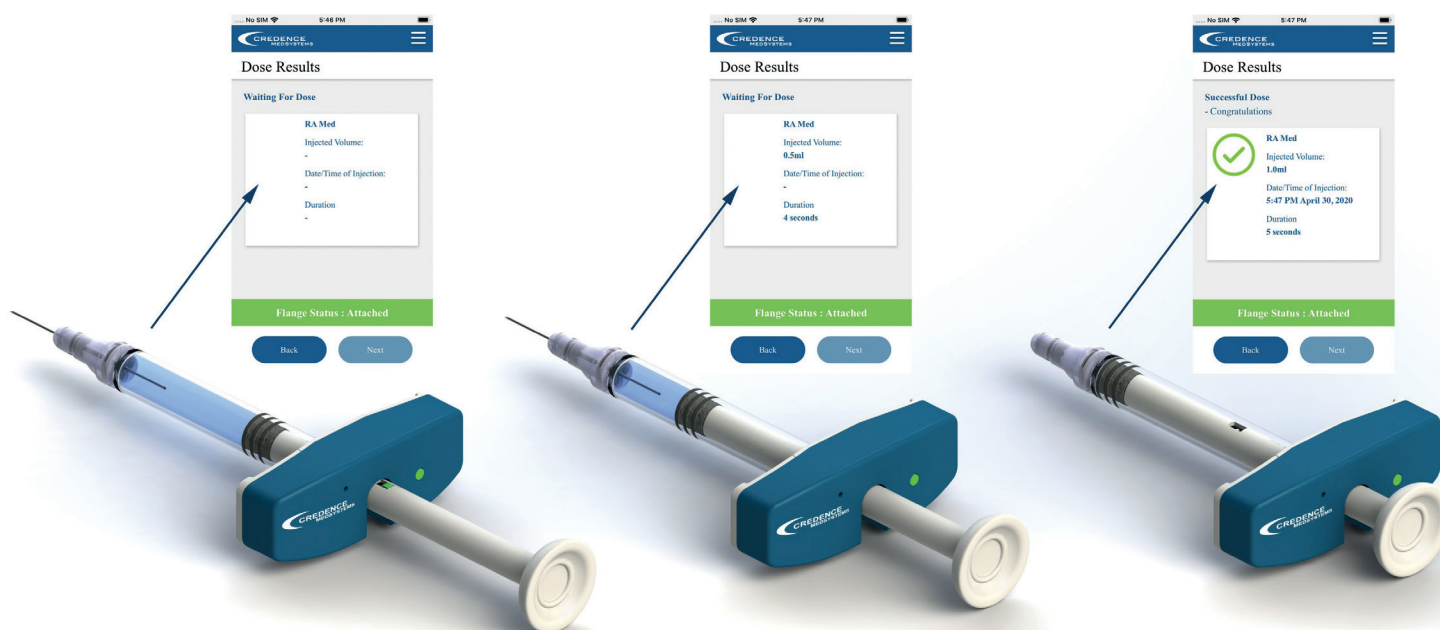 ..... No SIM 5:46 PM
CREDENCE
MEDSYSTEMS
Dose Results
Waiting For Dose
RA Med
Injected Volume:
-
Date/Time of Injection:
-
Duration
-
Flange Status : Attached
Back Next
CREDENCE
MEDSYSTEMS
..... No SIM 5:47 PM
CREDENCE
MEDSYSTEMS
Dose Results
Waiting For Dose
RA Med
Injected Volume:
0.5ml
Date/Time of Injection:
-
Duration
4 seconds
Flange Status : Attached
Back Next
CREDENCE
MEDSYSTEMS
..... No SIM 5:47 PM
CREDENCE
MEDSYSTEMS
Dose Results
Successful Dose
- Congratulations
RA Med
Injected Volume:
1.0ml
Date/Time of Injection:
5:47 PM April 30, 2020
Duration
5 seconds
Flange Status : Attached
Back Next
CREDENCE
MEDSYSTEMS